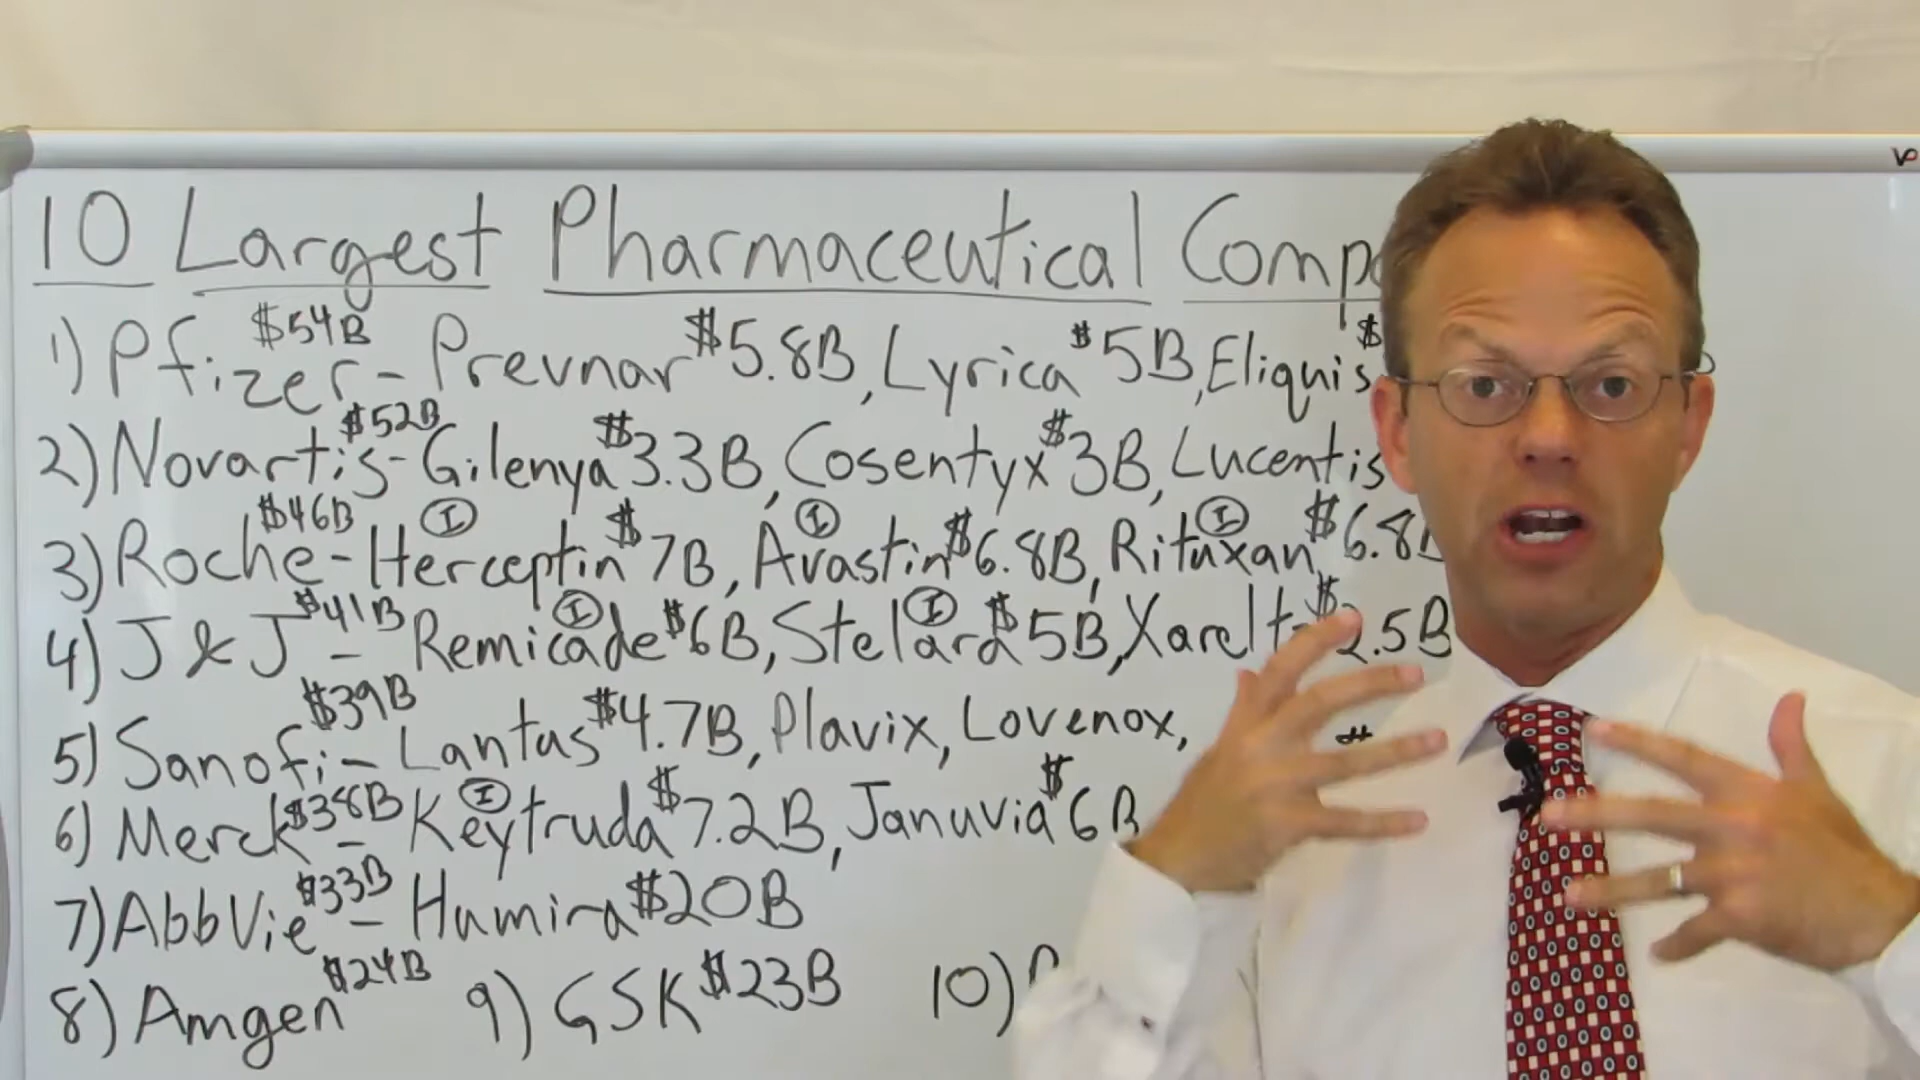 10 Largest Pharmaceutical Comp
1) Pfizer $54B - Prevnar $5.8B, Lyrica $5B, Eliquis $
2) Novartis $52B - Gilenya $3.3B, Cosentyx $3B, Lucentis
3) Roche $46B - Herceptin Ⓘ $7B, Avastin Ⓘ $6.8B, Rituxan Ⓘ $6.8B
4) J & J $41B - Remicade Ⓘ $6B, Stelara Ⓘ $5B, Xarelt $2.5B
5) Sanofi $39B - Lantus $4.7B, Plavix, Lovenox,
6) Merck $38B - Keytruda Ⓘ $7.2B, Januvia $6B
7) AbbVie $33B - Humira $20B
8) Amgen $24B 9) GSK $23B 10)